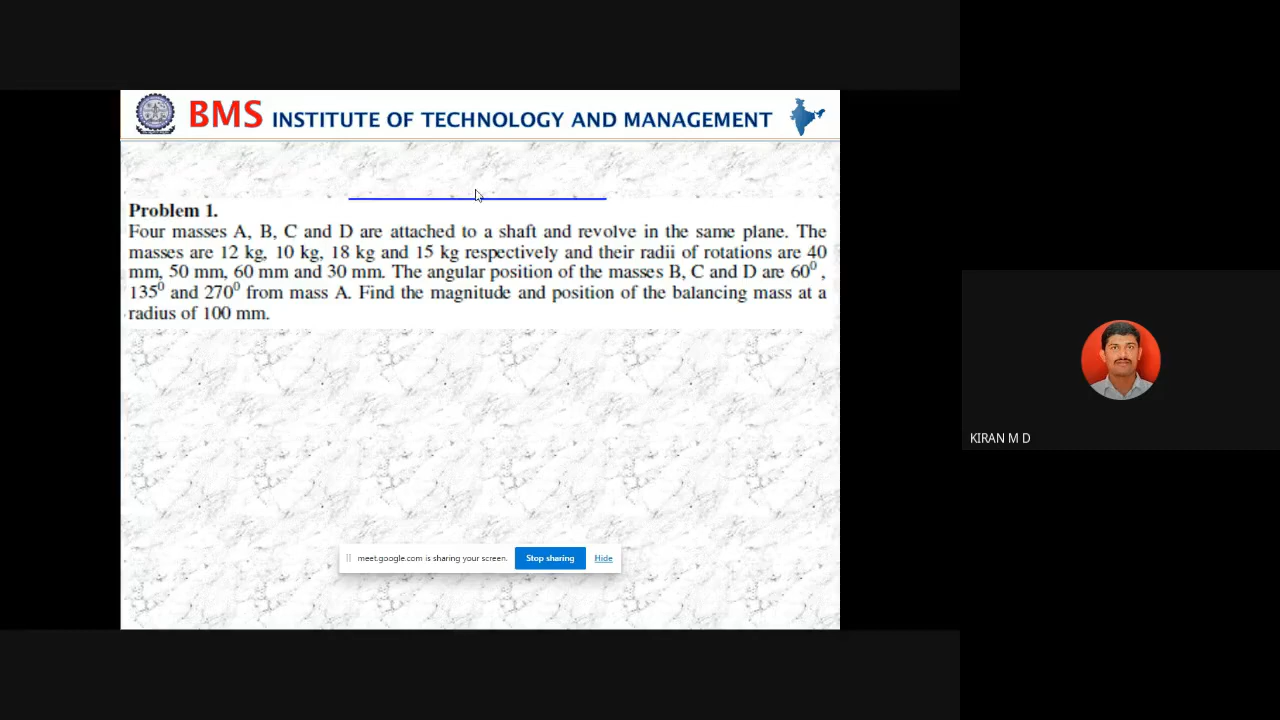 BMS INSTITUTE OF TECHNOLOGY AND MANAGEMENT
Problem 1.
Four masses A, B, C and D are attached to a shaft and revolve in the same plane. The
masses are 12 kg, 10 kg, 18 kg and 15 kg respectively and their radii of rotations are 40
mm, 50 mm, 60 mm and 30 mm. The angular position of the masses B, C and D are 60⁰ ,
135⁰ and 270⁰ from mass A. Find the magnitude and position of the balancing mass at a
radius of 100 mm.
KIRAN M D
meet.google.com is sharing your screen. Stop sharing Hide